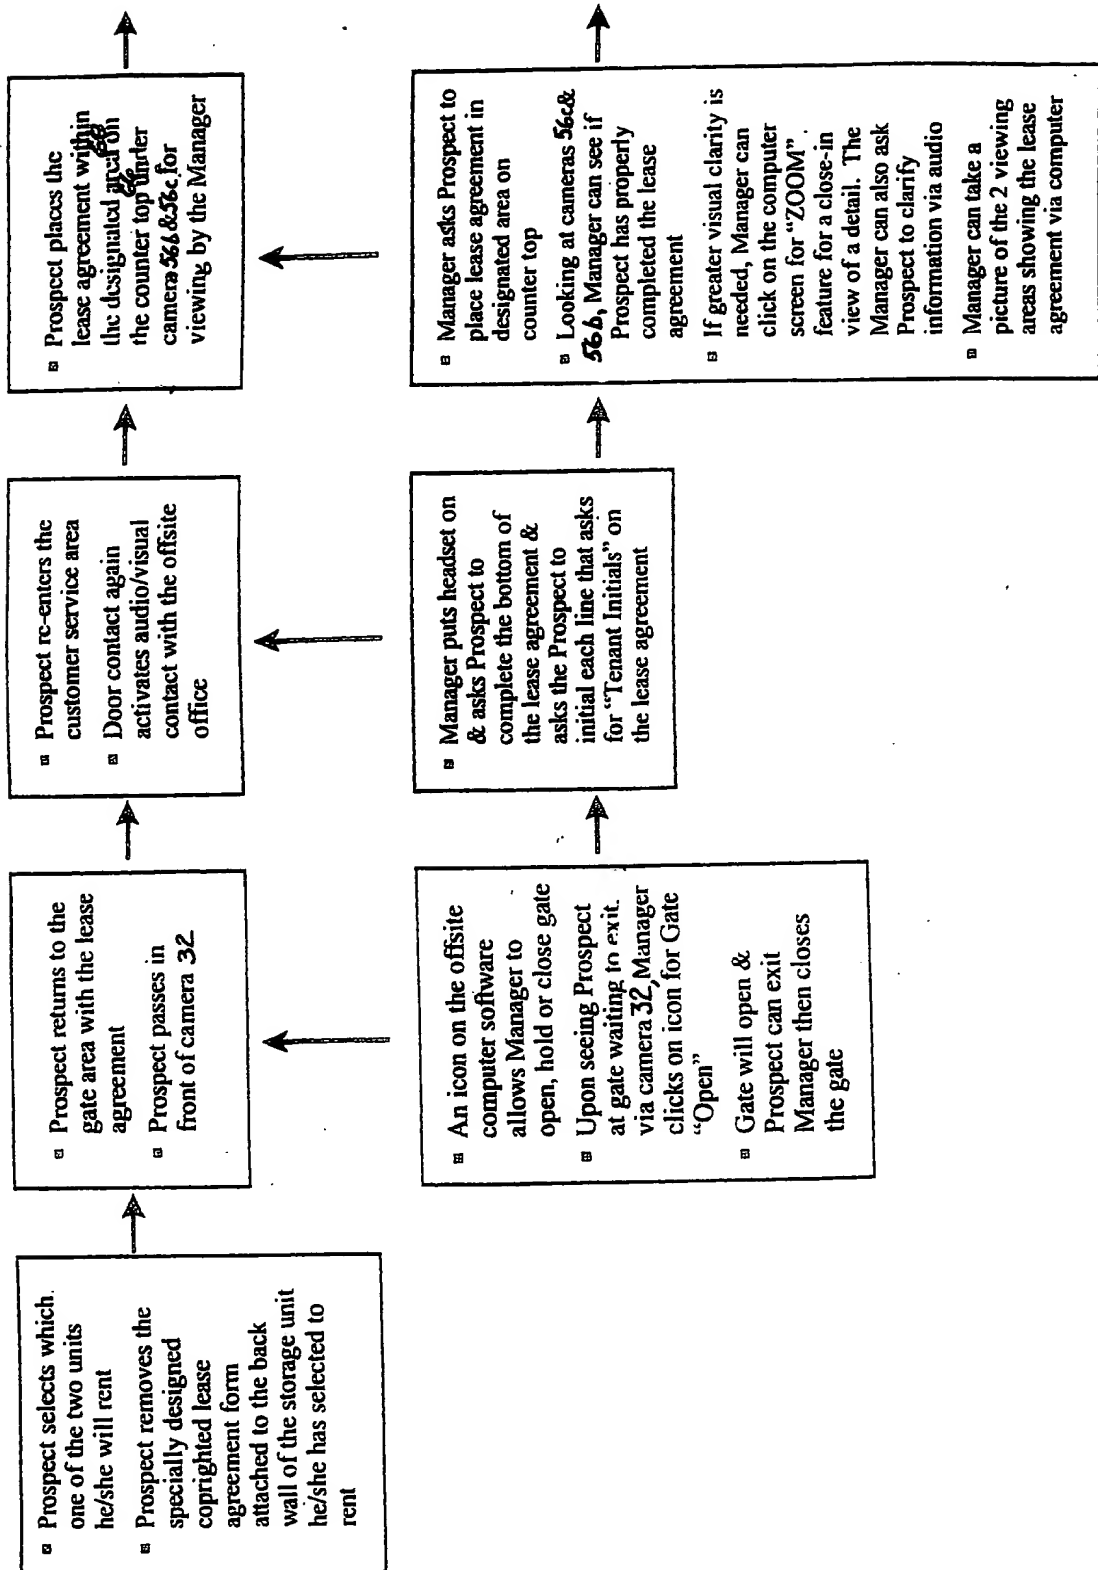 ▫ Prospect selects which
one of the two units
he/she will rent
▫ Prospect removes the
specially designed
coprighted lease
agreement form
attached to the back
wall of the storage unit
he/she has selected to
rent
▫ Prospect returns to the
gate area with the lease
agreement
▫ Prospect passes in
front of camera 32
▫ Prospect re-enters the
customer service area
▫ Door contact again
activates audio/visual
contact with the offsite
office
▫ Prospect places the
lease agreement within
the designated area on
the counter top under
camera 56b & 56c for
viewing by the Manager
▫ An icon on the offsite
computer software
allows Manager to
open, hold or close gate
▫ Upon seeing Prospect
at gate waiting to exit.
via camera 32, Manager
clicks on icon for Gate
“Open”
▫ Gate will open &
Prospect can exit
Manager then closes
the gate
▫ Manager puts headset on
& asks Prospect to
complete the bottom of
the lease agreement &
asks the Prospect to
initial each line that asks
for “Tenant Initials” on
the lease agreement
▫ Manager asks Prospect to
place lease agreement in
designated area on
counter top
▫ Looking at cameras 56c &
56b, Manager can see if
Prospect has properly
completed the lease
agreement
▫ If greater visual clarity is
needed, Manager can
click on the computer
screen for “ZOOM”.
feature for a close-in
view of a detail. The
Manager can also ask
Prospect to clarify
information via audio
▫ Manager can take a
picture of the 2 viewing
areas showing the lease
agreement via computer